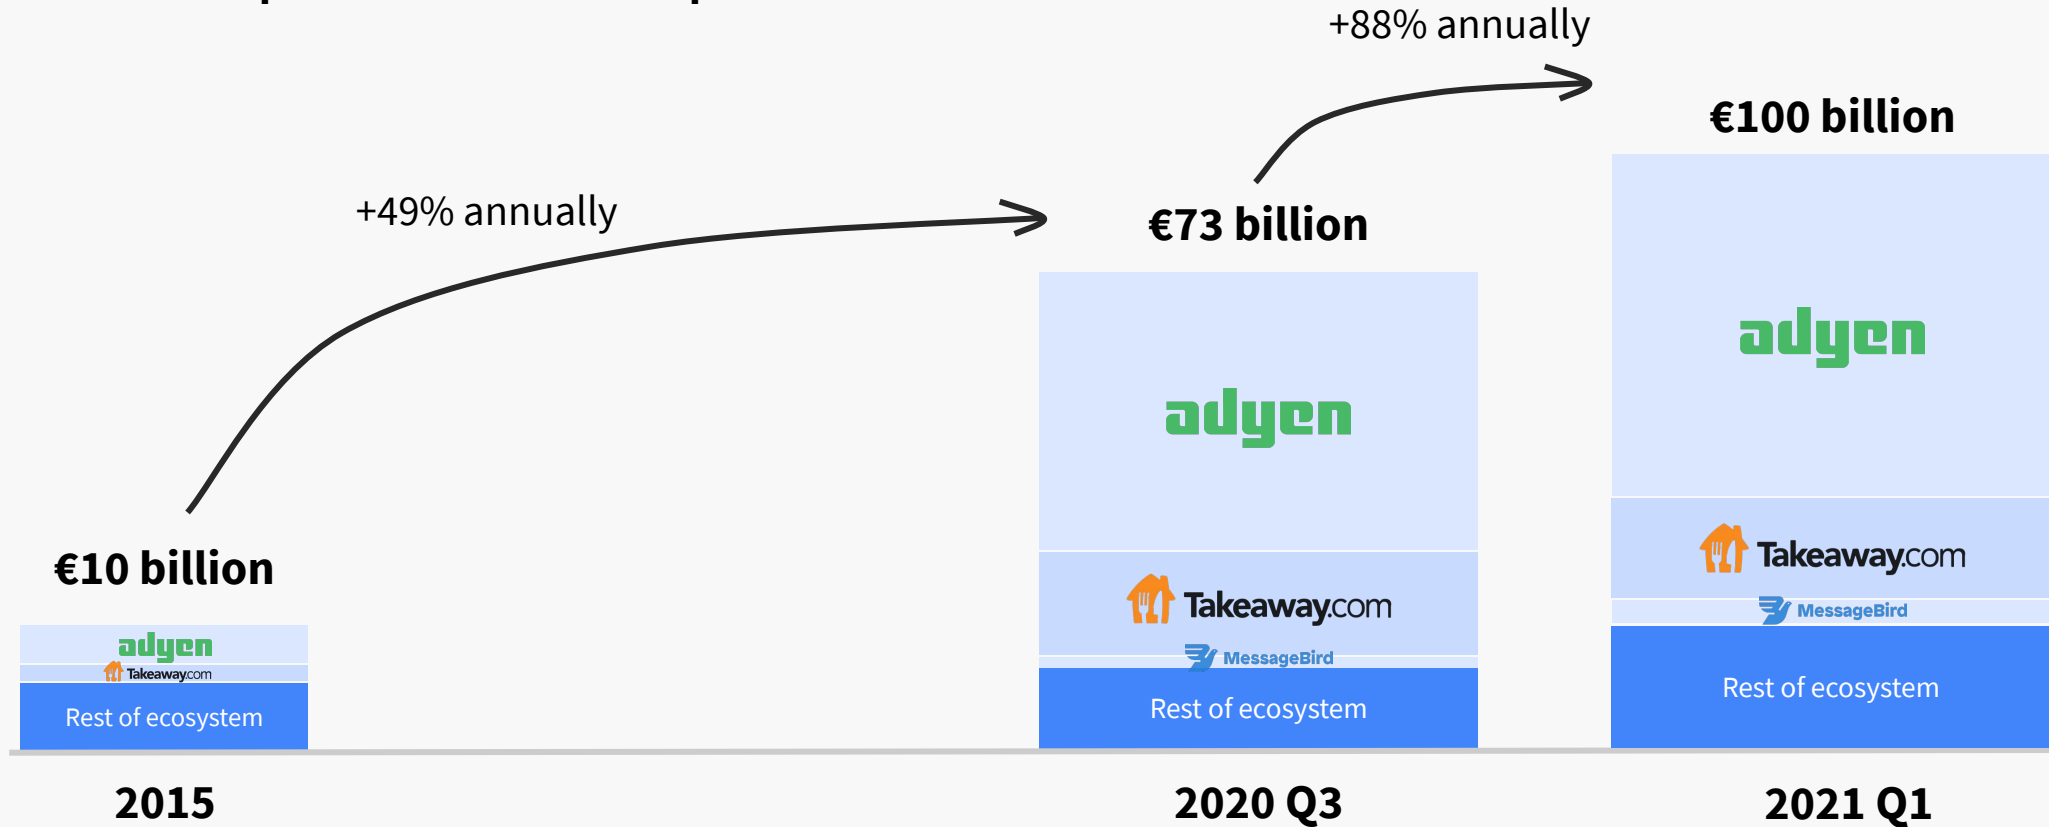 +88% annually
€100 billion
+49% annually
€73 billion
adyen
adyen
Takeaway.com
€10 billion
Takeaway.com
MessageBird
adyen
MessageBird
Takeaway.com
Rest of ecosystem
Rest of ecosystem
Rest of ecosystem
2015
2020 Q3
2021 Q1